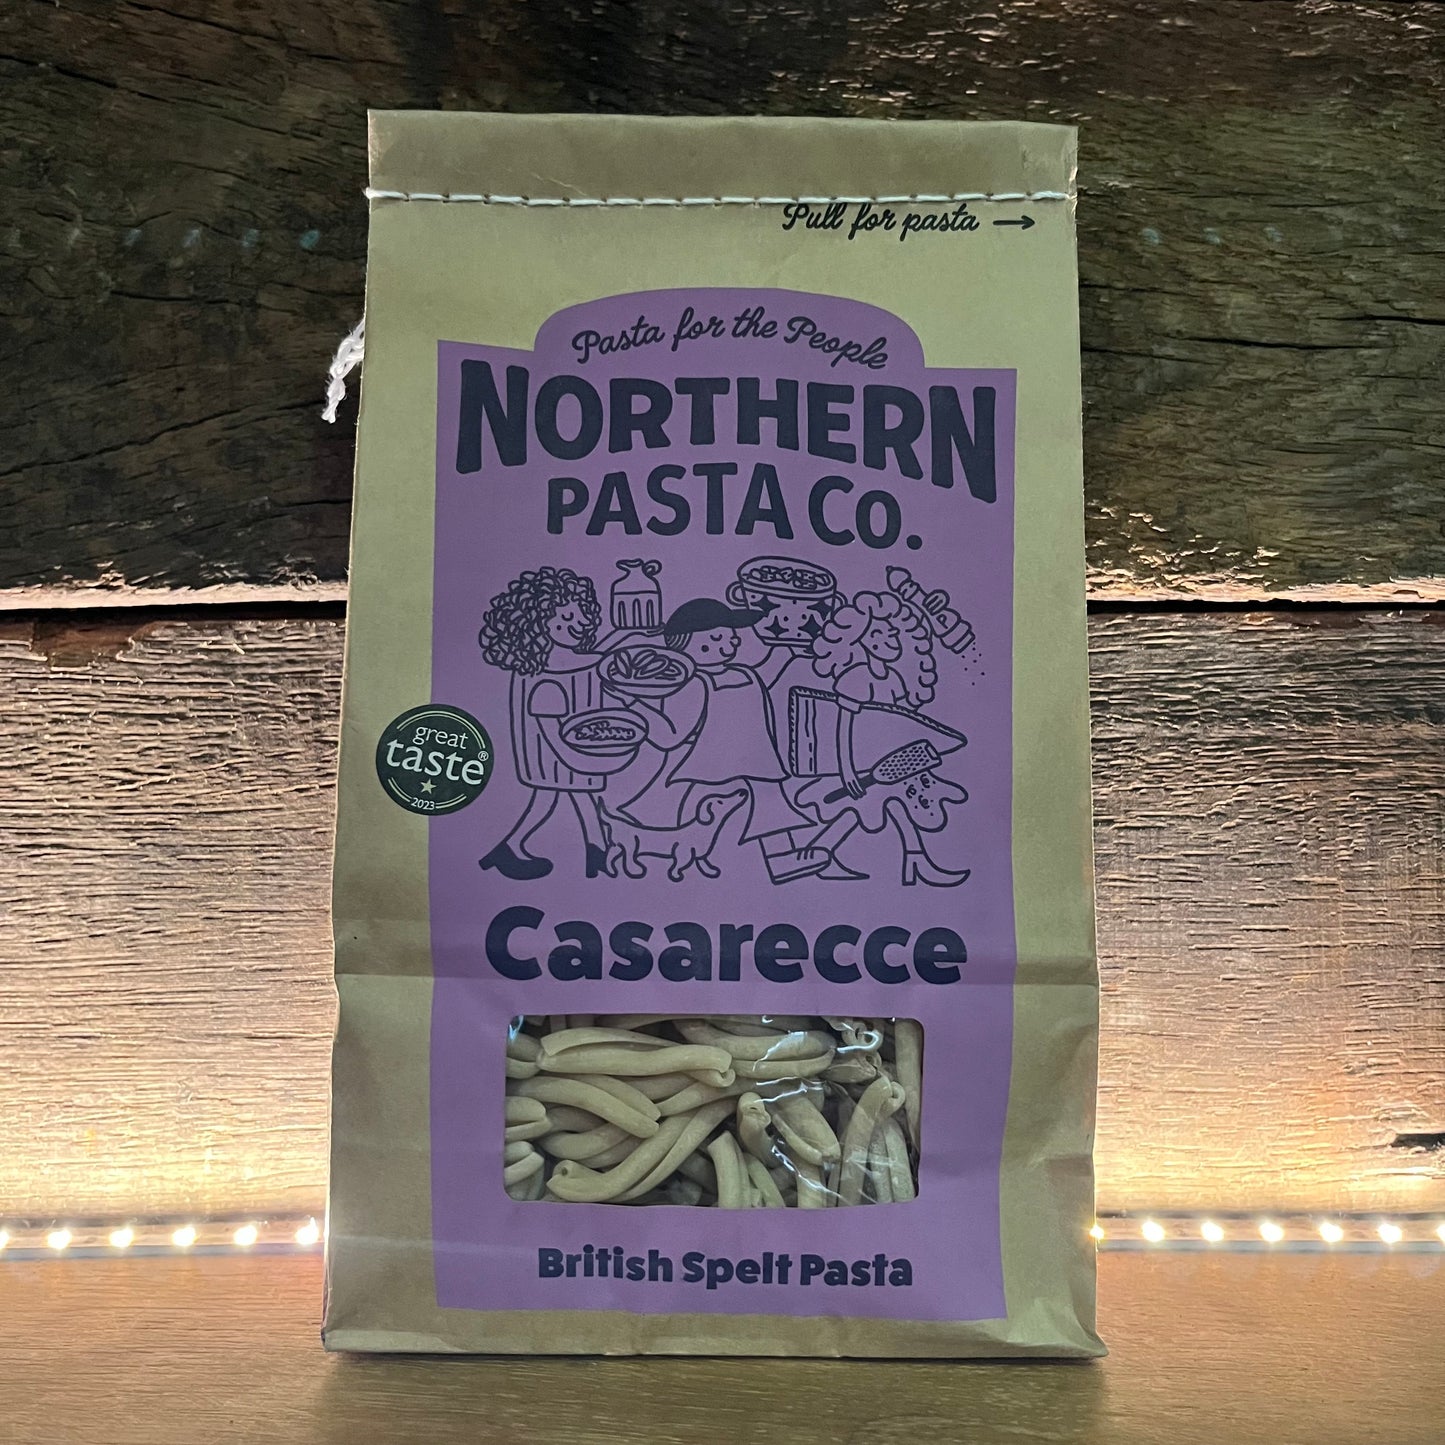 Pull for pasta →
Pasta for the People
NORTHERN
PASTA CO.
great
taste®
2023
Casarecce
British Spelt Pasta